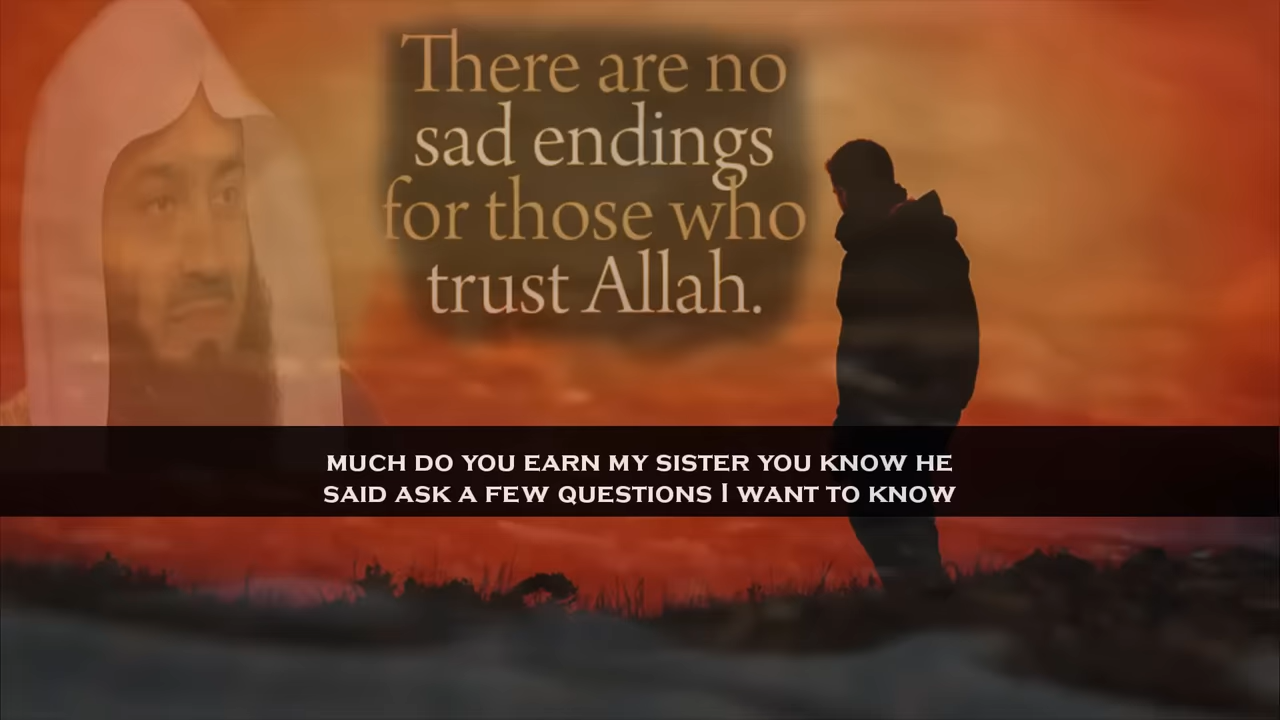 There are no
sad endings
for those who
trust Allah.
MUCH DO YOU EARN MY SISTER YOU KNOW HE
SAID ASK A FEW QUESTIONS I WANT TO KNOW